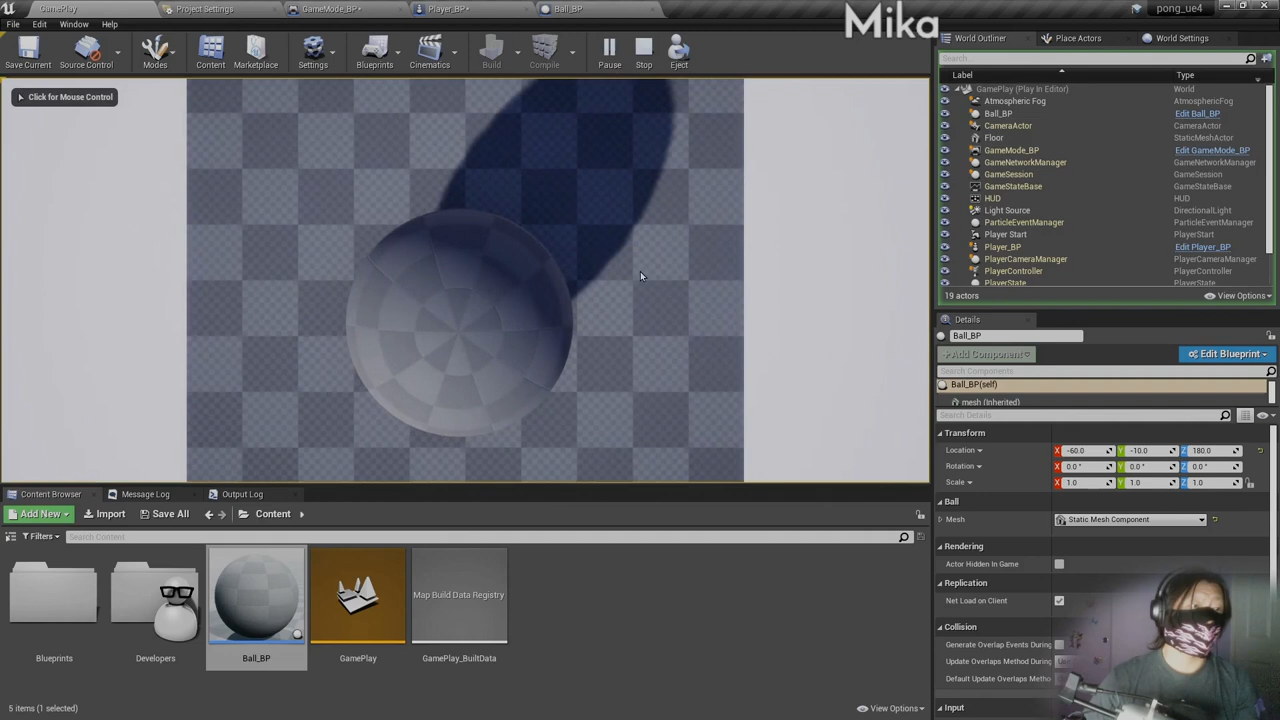 GamePlay
Project Settings
GameMode_BP*
Player_BP*
Ball_BP
Mika
pong_ue4
File Edit Window Help
Save Current
Source Control
Modes
Content
Marketplace
Settings
Blueprints
Cinematics
Build
Compile
Pause
Stop
Eject
World Outliner
Place Actors
World Settings
Search...
Label Type
GamePlay (Play In Editor) World
Atmospheric Fog AtmosphericFog
Ball_BP Edit Ball_BP
CameraActor CameraActor
Floor StaticMeshActor
GameMode_BP Edit GameMode_BP
GameNetworkManager GameNetworkManager
GameSession GameSession
GameStateBase GameStateBase
HUD HUD
Light Source DirectionalLight
ParticleEventManager ParticleEventManager
Player Start PlayerStart
Player_BP Edit Player_BP
PlayerCameraManager PlayerCameraManager
PlayerController PlayerController
PlayerState PlayerState
19 actors
View Options
Click for Mouse Control
Details
Ball_BP
+Add Component
Edit Blueprint
Search Components
Ball_BP(self)
mesh (Inherited)
Search Details
Transform
Location X -60.0 Y -10.0 Z 180.0
Rotation X 0.0 ° Y 0.0 ° Z 0.0 °
Scale X 1.0 Y 1.0 Z 1.0
Ball
Mesh Static Mesh Component
Rendering
Actor Hidden In Game
Replication
Net Load on Client
Collision
Generate Overlap Events During
Update Overlaps Method During
Default Update Overlaps Metho
Input
Content Browser
Message Log
Output Log
Add New
Import
Save All
Content
Filters
Search Content
Map Build Data Registry
Blueprints
Developers
Ball_BP
GamePlay
GamePlay_BuiltData
5 items (1 selected)
View Options